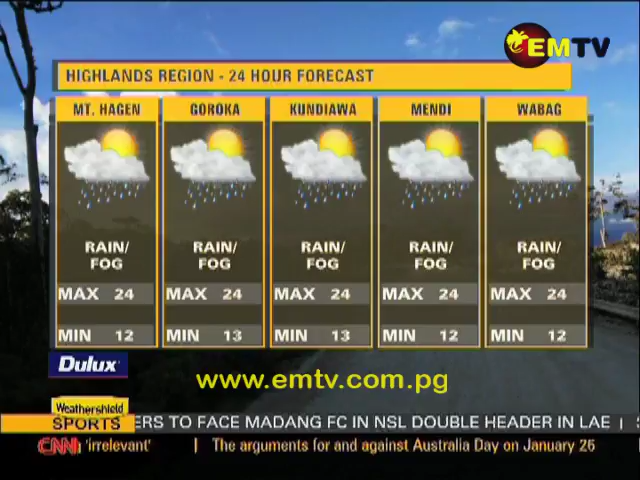 EMTV
HIGHLANDS REGION - 24 HOUR FORECAST
MT. HAGEN GOROKA KUNDIAWA MENDI WABAG
RAIN/ RAIN/ RAIN/ RAIN/ RAIN/
FOG FOG FOG FOG FOG
MAX 24 MAX 24 MAX 24 MAX 24 MAX 24
MIN 12 MIN 13 MIN 13 MIN 12 MIN 12
Dulux
www.emtv.com.pg
Weathershield
SPORTS ERS TO FACE MADANG FC IN NSL DOUBLE HEADER IN LAE |
CNN 'irrelevant' | The arguments for and against Australia Day on January 26